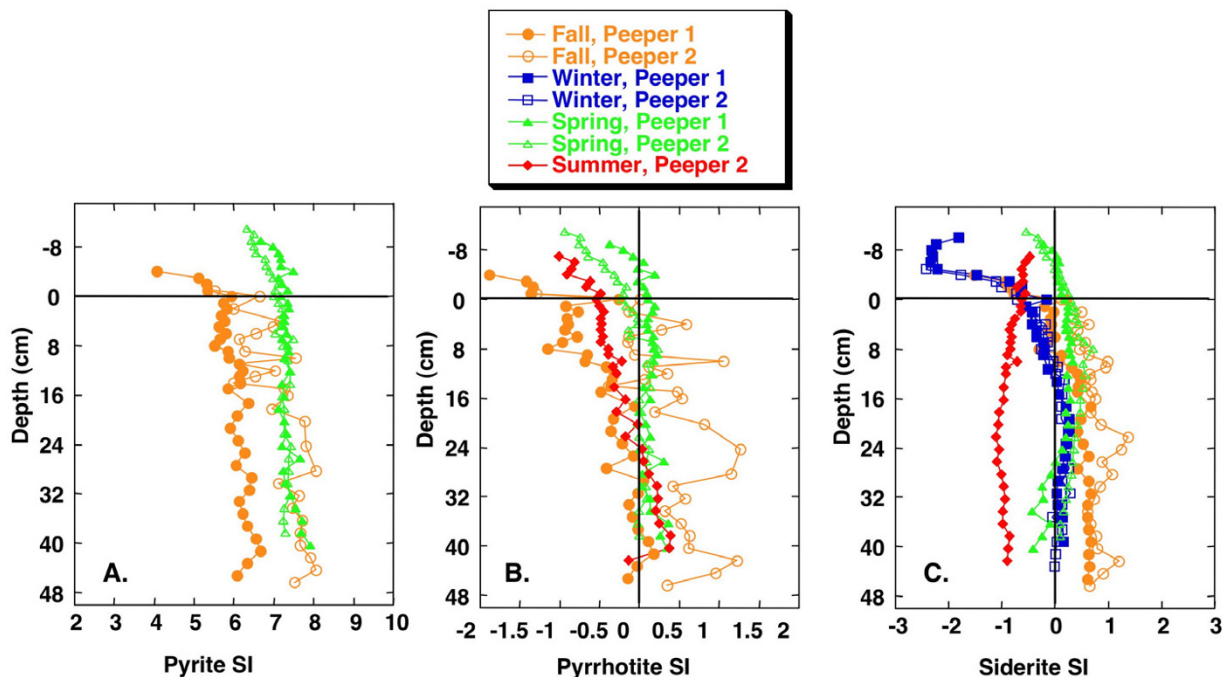 Fall, Peeper 1
Fall, Peeper 2
Winter, Peeper 1
Winter, Peeper 2
Spring, Peeper 1
Spring, Peeper 2
Summer, Peeper 2
Depth (cm)
-8
0
8
16
24
32
40
48
A.
2 3 4 5 6 7 8 9 10
Pyrite SI
Depth (cm)
-8
0
8
16
24
32
40
48
B.
-2 -1.5 -1 -0.5 0 0.5 1 1.5 2
Pyrrhotite SI
Depth (cm)
-8
0
8
16
24
32
40
48
C.
-3 -2 -1 0 1 2 3
Siderite SI